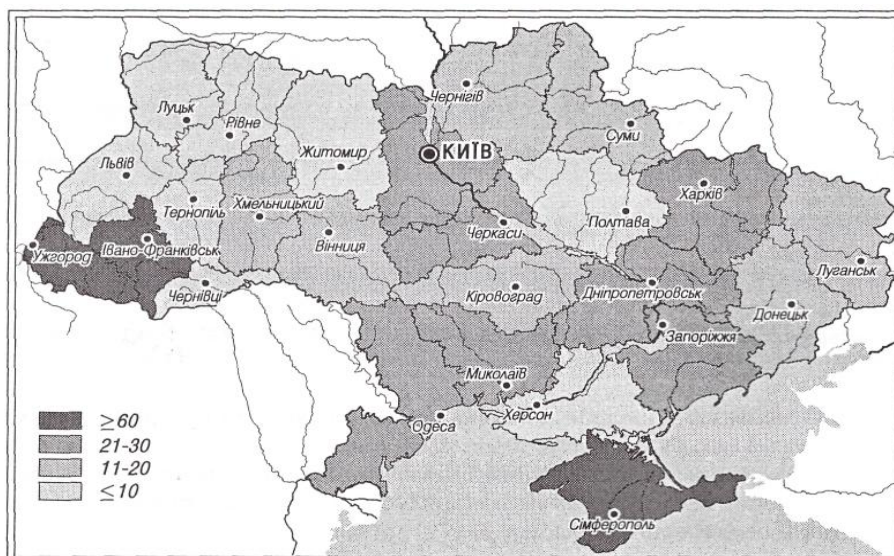 Чернігів
Луцьк
Рівне
Суми
Житомир
КИЇВ
Львів
Харків
Тернопіль
Хмельницький
Полтава
Черкаси
Вінниця
Ужгород
Івано-Франківськ
Луганськ
Чернівці
Кіровоград
Дніпропетровськ
Донецьк
Запоріжжя
Миколаїв
Херсон
Одеса
≥60
21-30
11-20
≤10
Сімферополь